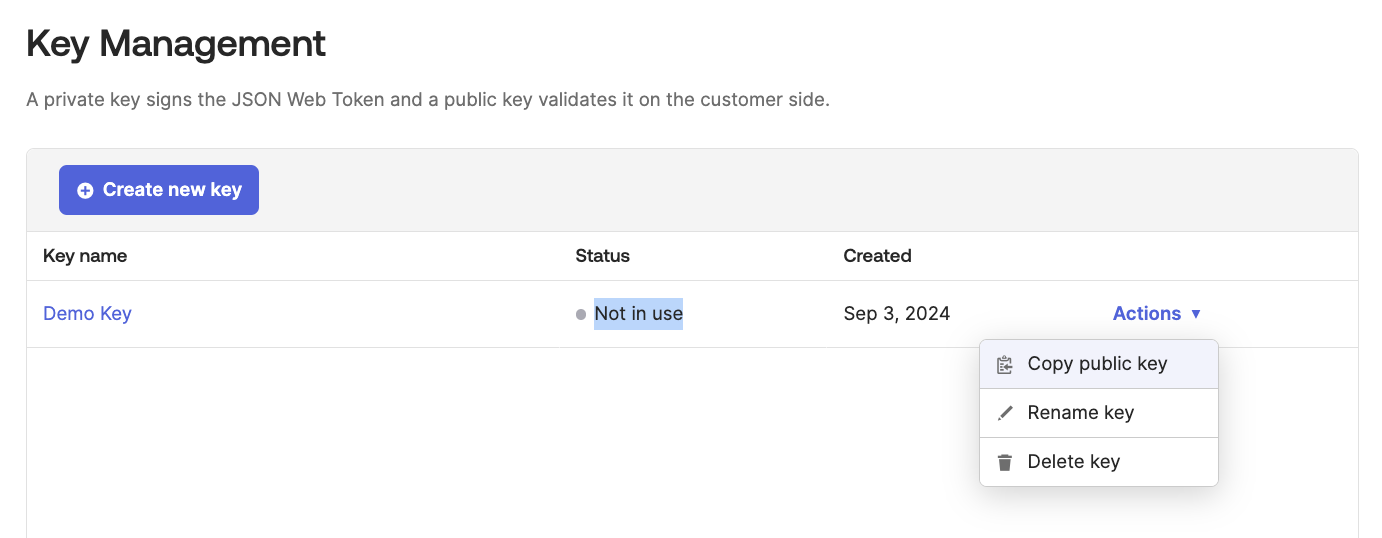 Key Management
A private key signs the JSON Web Token and a public key validates it on the customer side.
Create new key
Key name Status Created
Demo Key Not in use Sep 3, 2024 Actions ▼
Copy public key
Rename key
Delete key